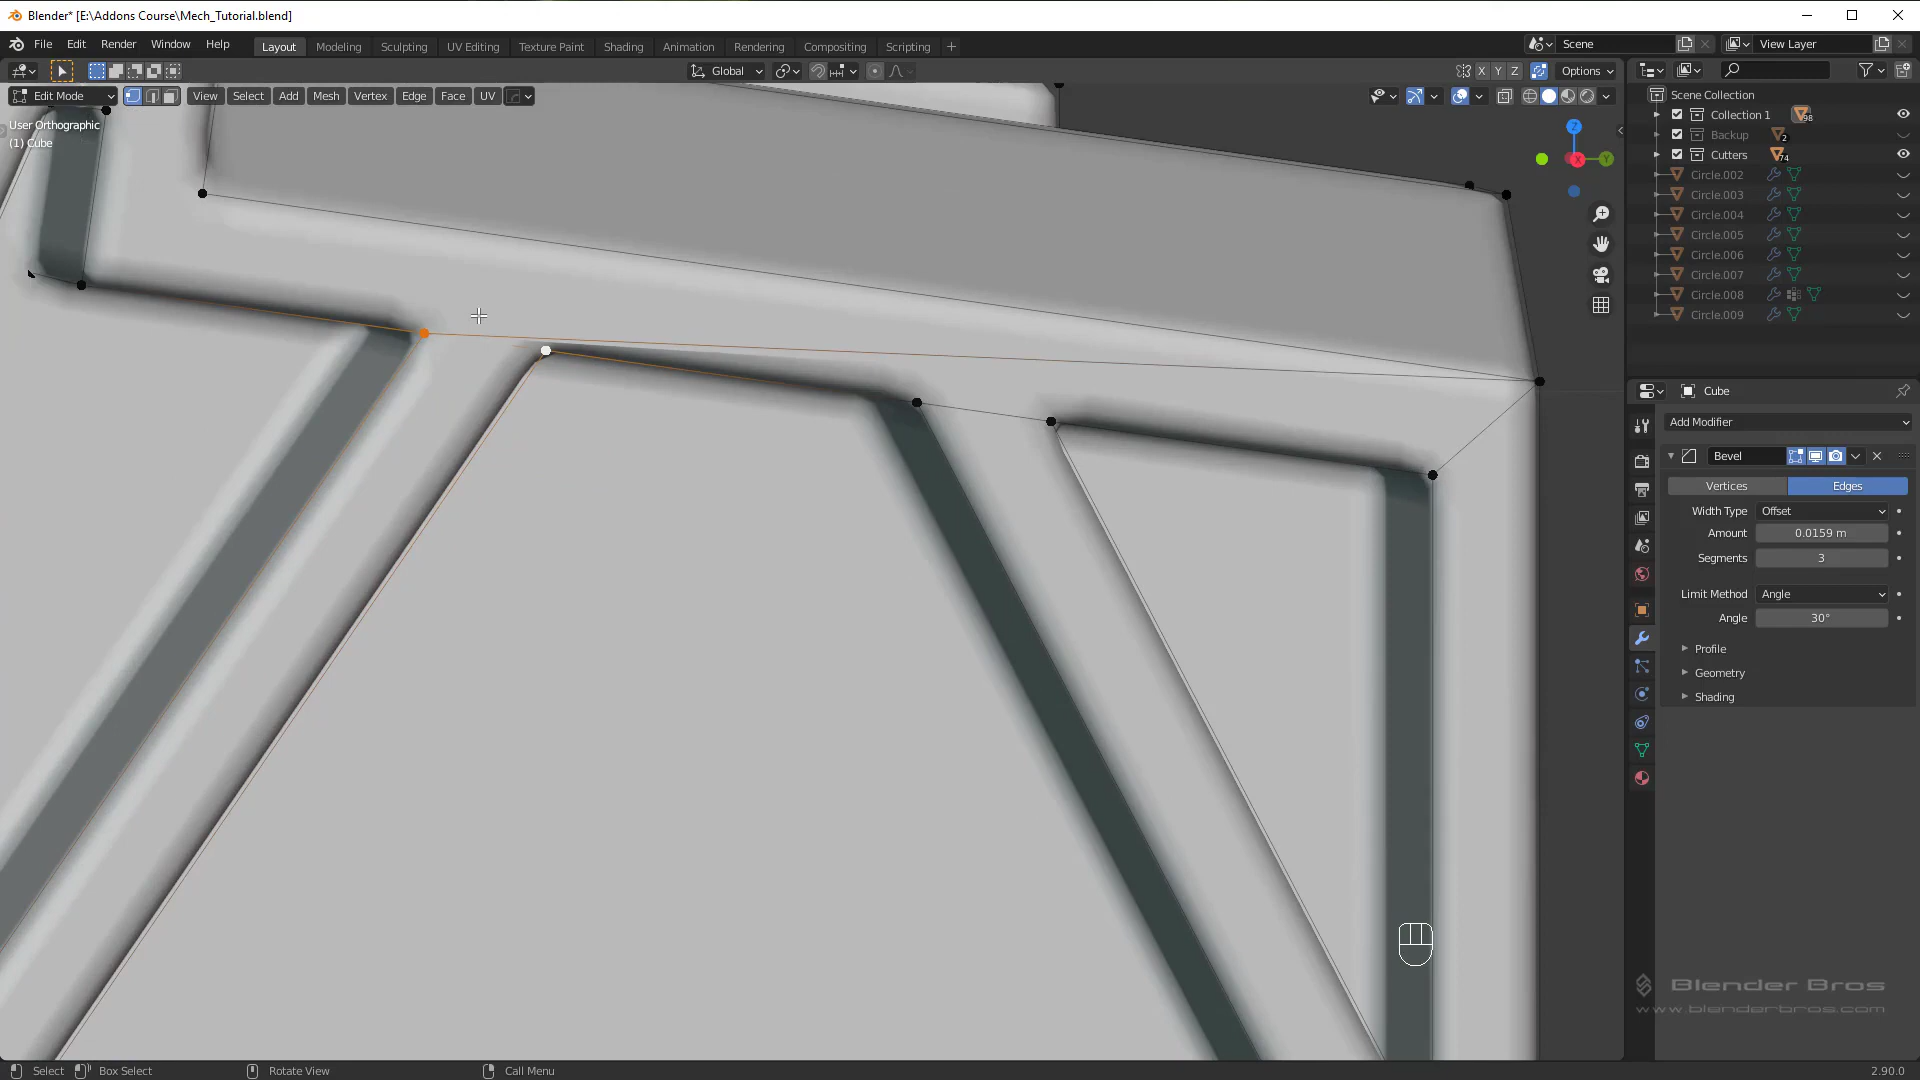 Blender* [E:\Addons Course\Mech_Tutorial.blend]
File Edit Render Window Help Layout Modeling Sculpting UV Editing Texture Paint Shading Animation Rendering Compositing Scripting + Scene View Layer
Global X Y Z Options
Edit Mode View Select Add Mesh Vertex Edge Face UV
User Orthographic
(1) Cube
Z
X
Y
Scene Collection
Collection 1 98
Backup 2
Cutters 74
Circle.002
Circle.003
Circle.004
Circle.005
Circle.006
Circle.007
Circle.008
Circle.009
Cube
Add Modifier
Bevel
Vertices Edges
Width Type Offset
Amount 0.0159 m
Segments 3
Limit Method Angle
Angle 30°
Profile
Geometry
Shading
Blender Bros
www.blenderbros.com
Select Box Select Rotate View Call Menu 2.90.0